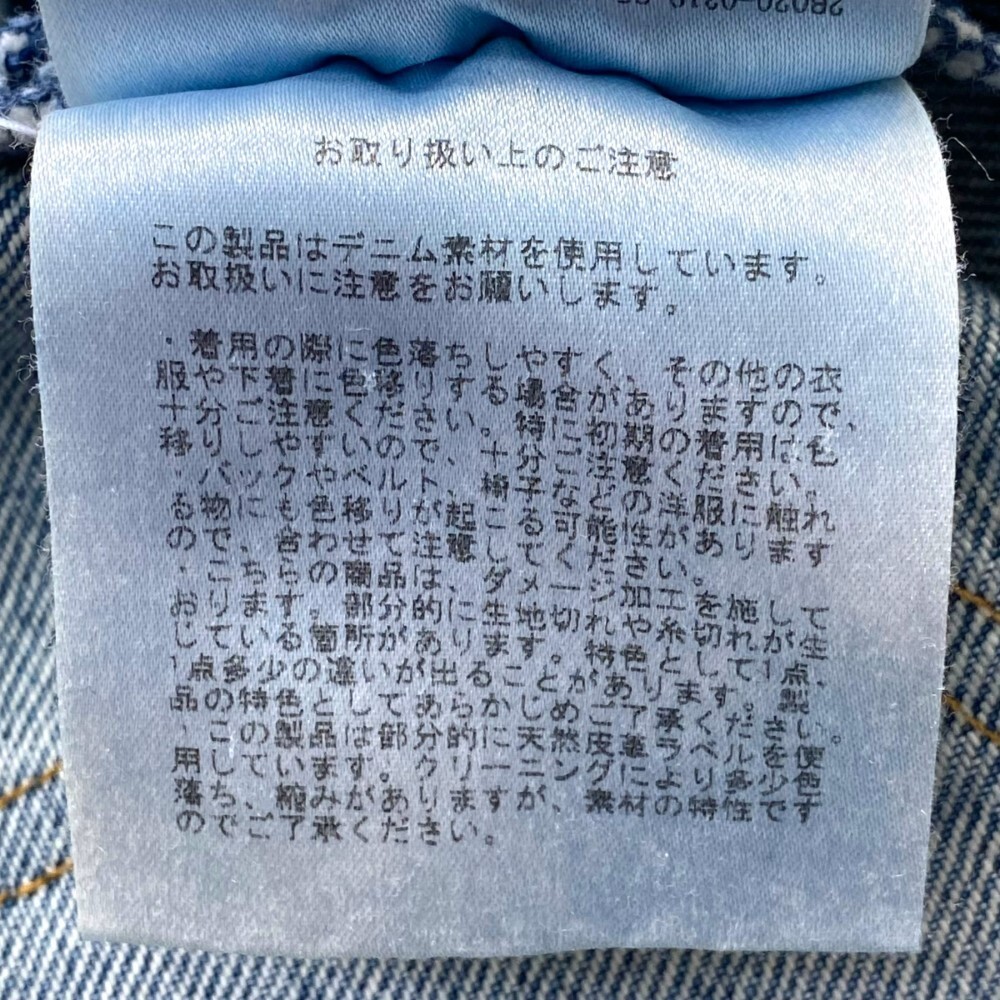 お取り扱い上のご注意
この製品はデニム素材を使用しています。
お取扱いに注意をお願いします。
・着用の際に色落ちしやすく、その他の衣
服や下着に色移りする場合がありますので、
十分ご注意ください。特に初期の着用は色
移りしやすいので、十分にご注意ください。
・バックやベルト、椅子などの洋服に触れ
る物にも色移りが起こる可能性があります
ので、合わせて注意してください。
・こちらの商品は、ダメージ加工を施して
おります。部分的に生地切れや糸切れが生
じている箇所があります。特色として1点、
1点多少の違いが出ることがあります。製
品の特色としてあらかじめご了承ください。
・この製品は部分的に天然皮革ラベルを使
用しています。クリーニングにより多少色
落ち、縮みがありますが、素材の特性です
のでご了承ください。